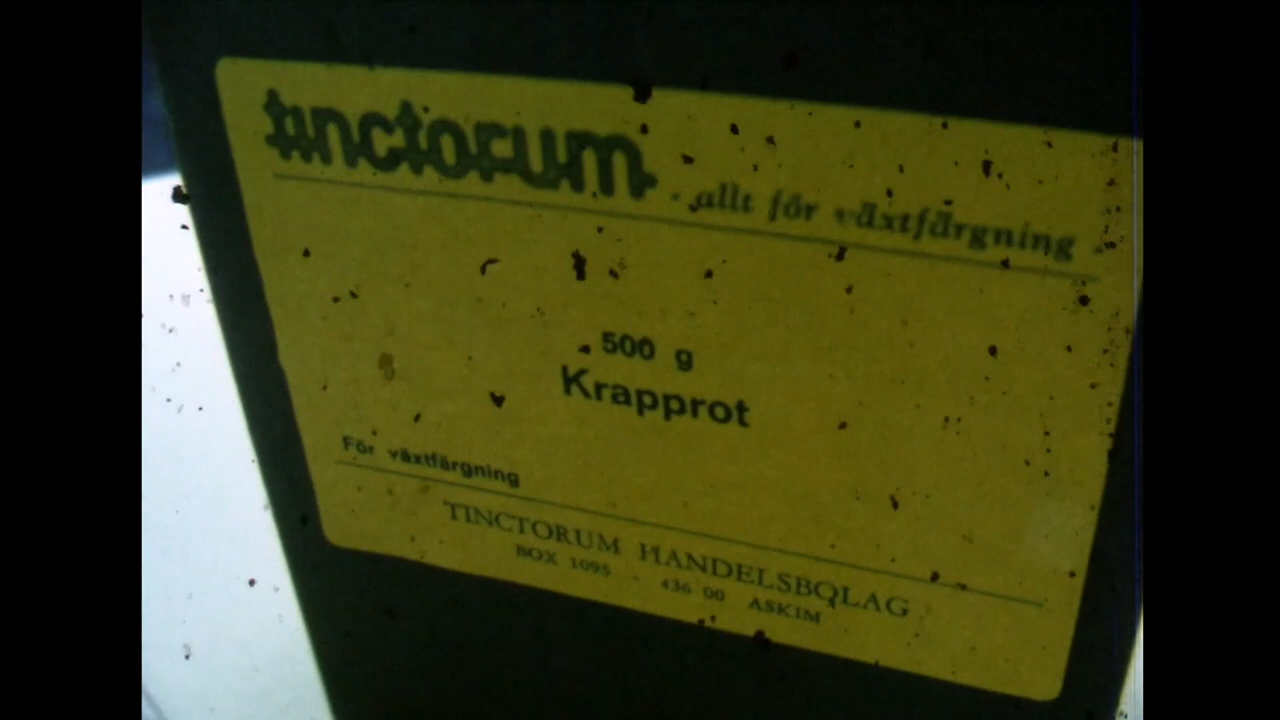 tinctorum - allt för växtfärgning -
500 g
Krapprot
För växtfärgning
TINCTORUM HANDELSBOLAG
BOX 1095 - 436 00 ASKIM